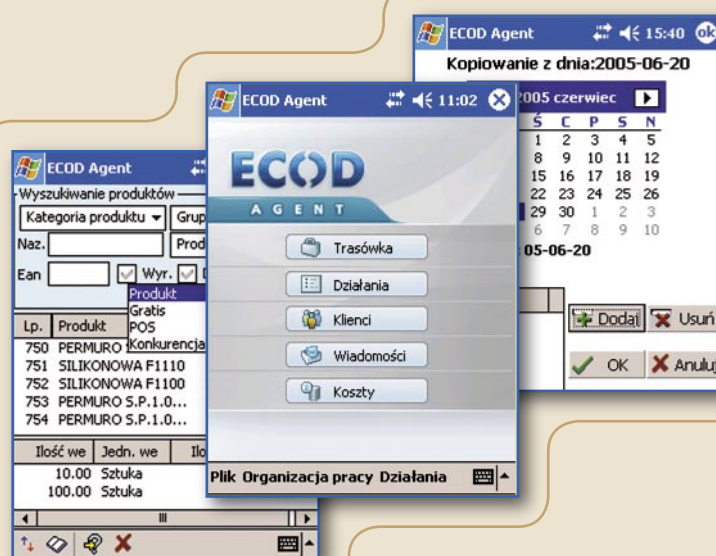 ECOD Agent
Wyszukiwanie produktów
Kategoria produktu
Naz.
Ean
Wyr.
Produkt
Gratis
POS
Konkurencja
Lp. Produkt
750 PERMURO
751 SILIKONOWA F1110
752 SILIKONOWA F1100
753 PERMURO S.P.1.0...
754 PERMURO S.P.1.0...
Ilość we Jedn. we
10.00 Sztuka
100.00 Sztuka
ECOD Agent 11:02
ECOD
AGENT
Trasówka
Działania
Klienci
Wiadomości
Koszty
Plik Organizacja pracy Działania
ECOD Agent 15:40 ok
Kopiowanie z dnia:2005-06-20
2005 czerwiec
Ś C P S N
1 2 3 4 5
8 9 10 11 12
15 16 17 18 19
22 23 24 25 26
29 30 1 2 3
6 7 8 9 10
05-06-20
Dodaj Usuń
OK Anuluj